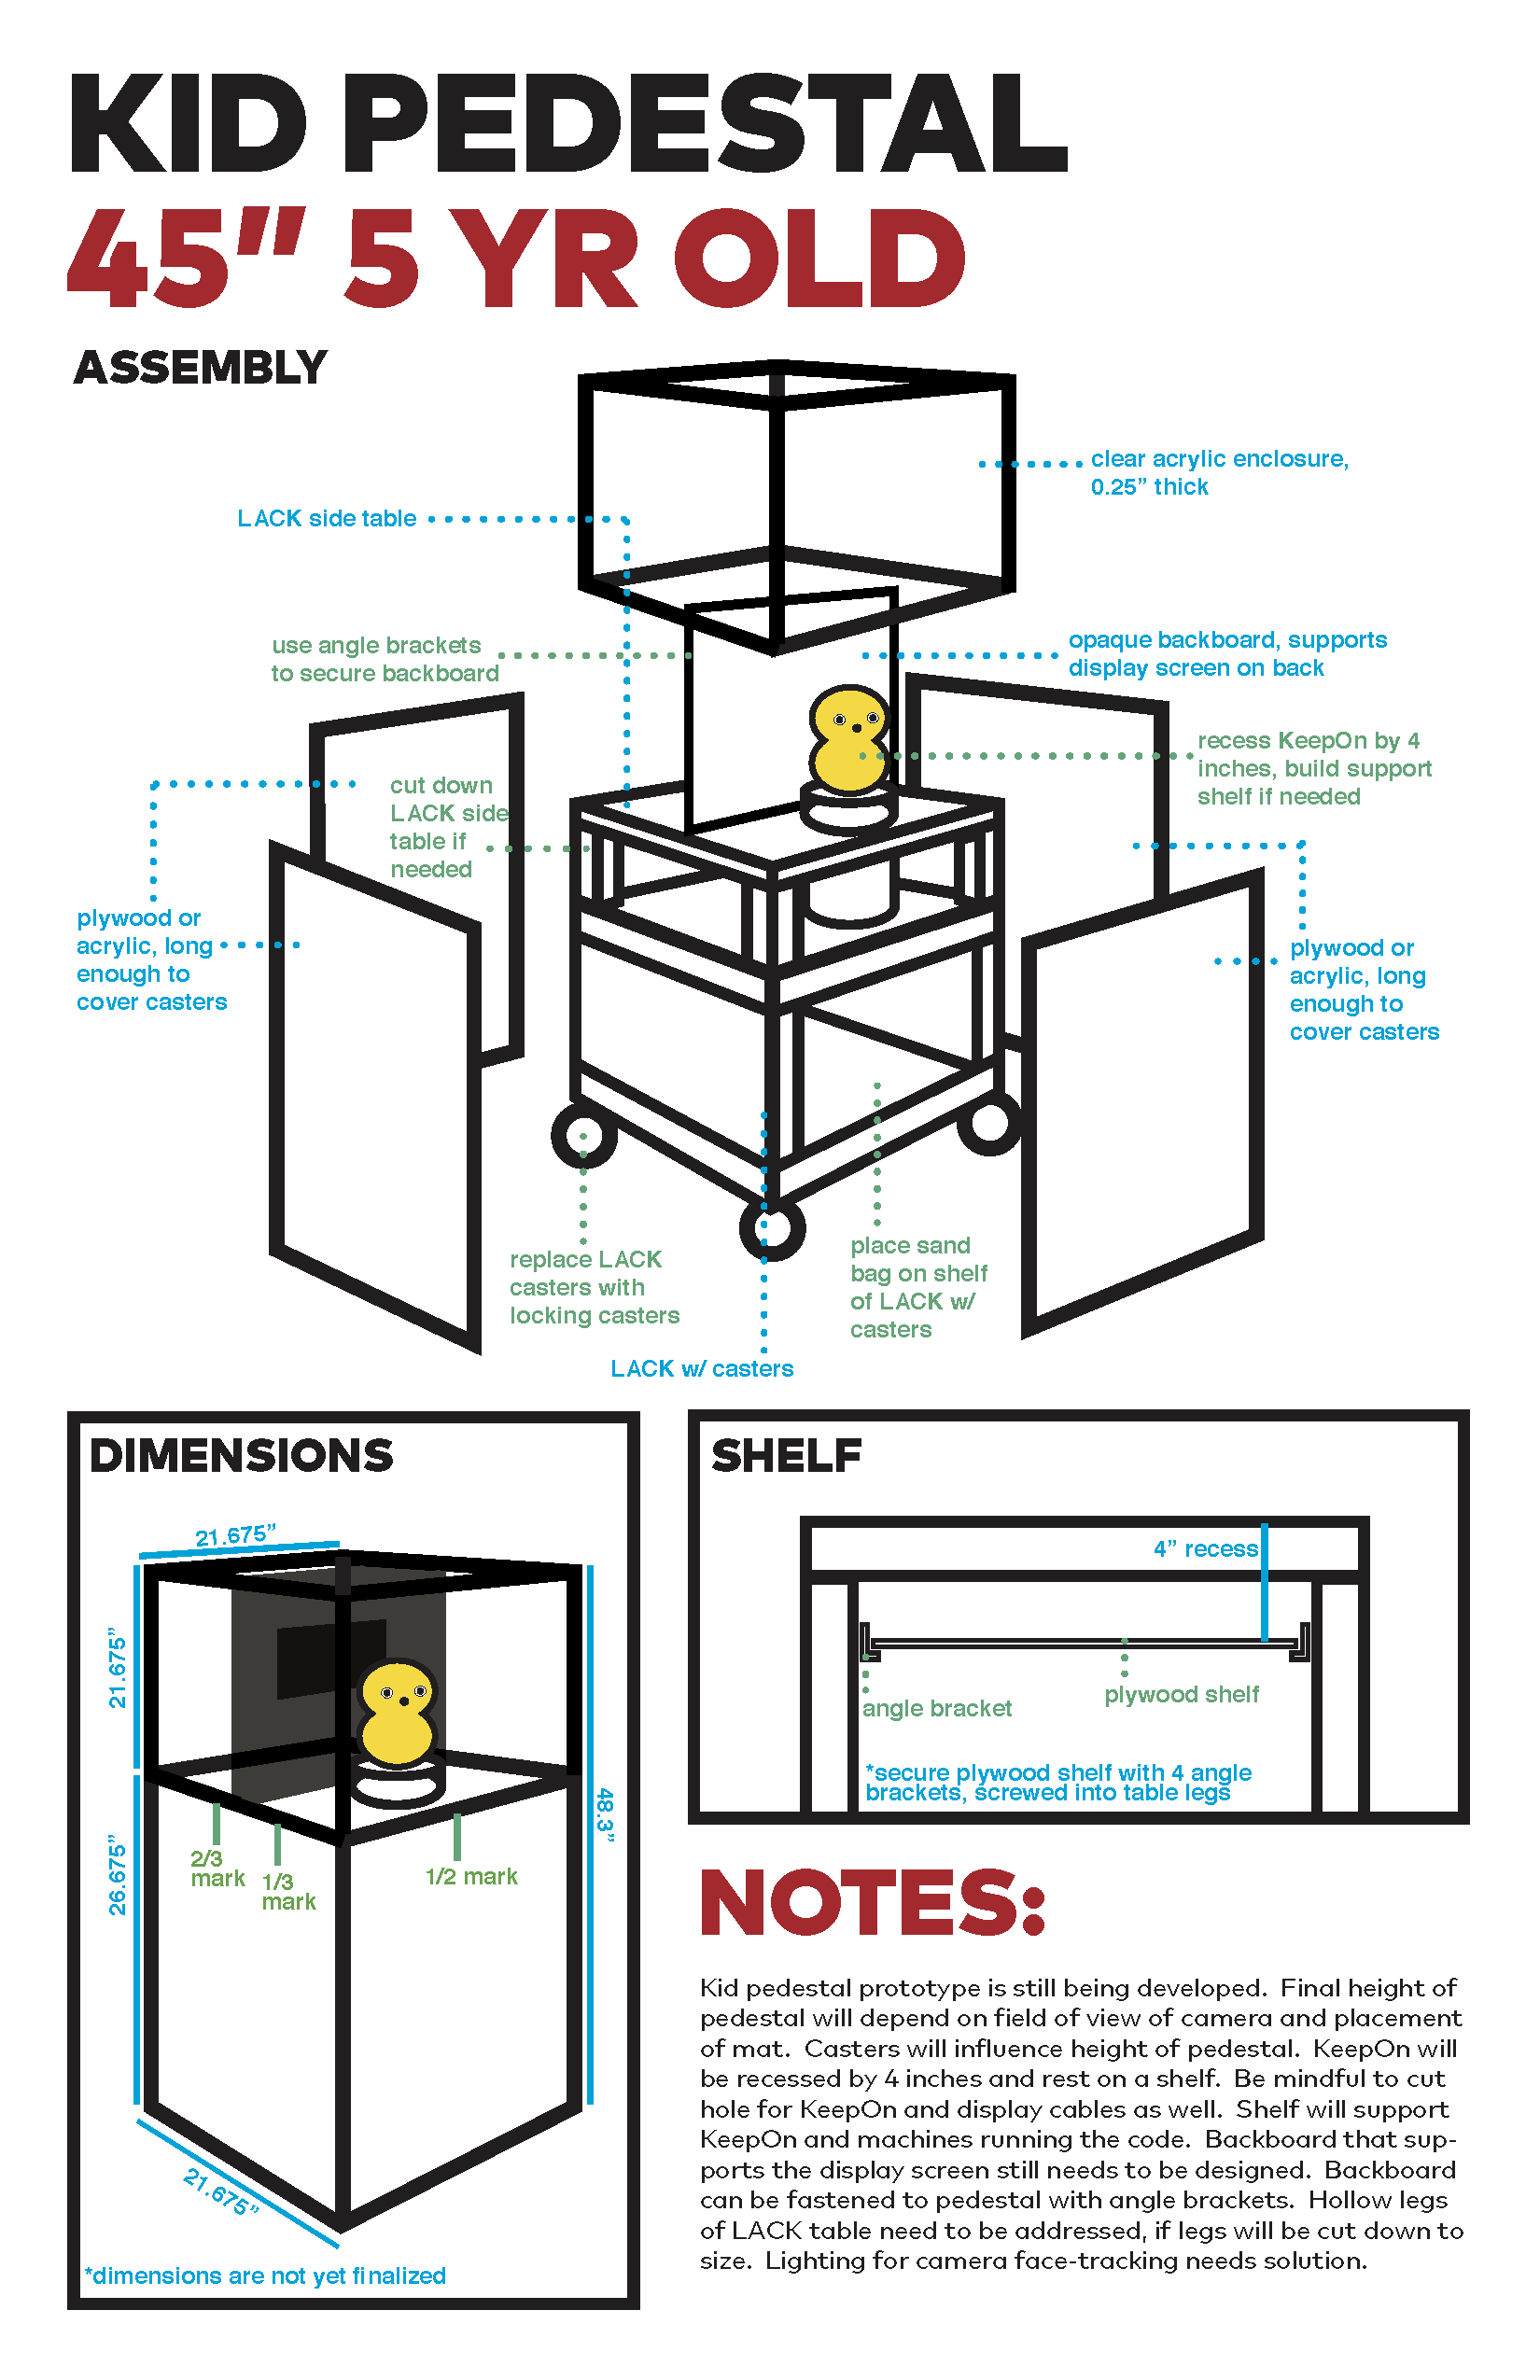 KID PEDESTAL
45” 5 YR OLD
ASSEMBLY
clear acrylic enclosure,
0.25” thick
LACK side table
use angle brackets
to secure backboard
opaque backboard, supports
display screen on back
recess KeepOn by 4
inches, build support
shelf if needed
cut down
LACK side
table if
needed
plywood or
acrylic, long
enough to
cover casters
plywood or
acrylic, long
enough to
cover casters
replace LACK
casters with
locking casters
place sand
bag on shelf
of LACK w/
casters
LACK w/ casters
DIMENSIONS
21.675”
21.675”
48.3”
26.675”
2/3
mark
1/3
mark
1/2 mark
21.675”
*dimensions are not yet finalized
SHELF
4” recess
angle bracket
plywood shelf
*secure plywood shelf with 4 angle
brackets, screwed into table legs
NOTES:
Kid pedestal prototype is still being developed. Final height of
pedestal will depend on field of view of camera and placement
of mat. Casters will influence height of pedestal. KeepOn will
be recessed by 4 inches and rest on a shelf. Be mindful to cut
hole for KeepOn and display cables as well. Shelf will support
KeepOn and machines running the code. Backboard that sup-
ports the display screen still needs to be designed. Backboard
can be fastened to pedestal with angle brackets. Hollow legs
of LACK table need to be addressed, if legs will be cut down to
size. Lighting for camera face-tracking needs solution.